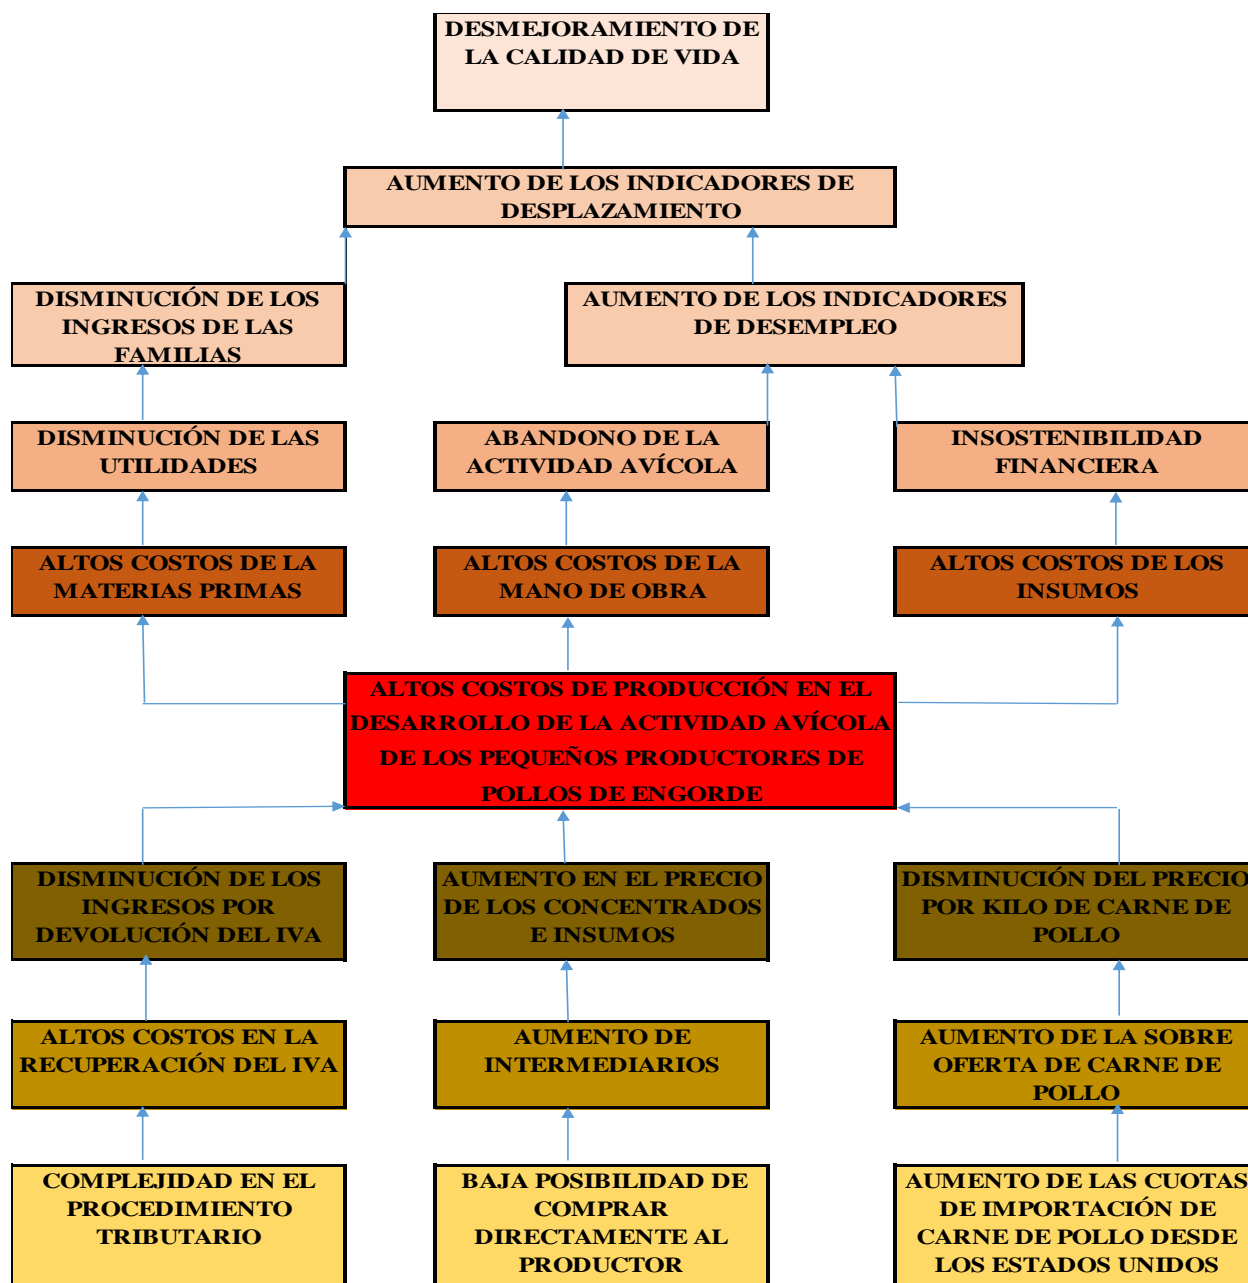 DESMEJORAMIENTO DE
LA CALIDAD DE VIDA
AUMENTO DE LOS INDICADORES DE
DESPLAZAMIENTO
DISMINUCIÓN DE LOS
INGRESOS DE LAS
FAMILIAS
AUMENTO DE LOS INDICADORES
DE DESEMPLEO
DISMINUCIÓN DE LAS
UTILIDADES
ABANDONO DE LA
ACTIVIDAD AVÍCOLA
INSOSTENIBILIDAD
FINANCIERA
ALTOS COSTOS DE LA
MATERIAS PRIMAS
ALTOS COSTOS DE LA
MANO DE OBRA
ALTOS COSTOS DE LOS
INSUMOS
ALTOS COSTOS DE PRODUCCIÓN EN EL
DESARROLLO DE LA ACTIVIDAD AVÍCOLA
DE LOS PEQUEÑOS PRODUCTORES DE
POLLOS DE ENGORDE
DISMINUCIÓN DE LOS
INGRESOS POR
DEVOLUCIÓN DEL IVA
AUMENTO EN EL PRECIO
DE LOS CONCENTRADOS
E INSUMOS
DISMINUCIÓN DEL PRECIO
POR KILO DE CARNE DE
POLLO
ALTOS COSTOS EN LA
RECUPERACIÓN DEL IVA
AUMENTO DE
INTERMEDIARIOS
AUMENTO DE LA SOBRE
OFERTA DE CARNE DE
POLLO
COMPLEJIDAD EN EL
PROCEDIMIENTO
TRIBUTARIO
BAJA POSIBILIDAD DE
COMPRAR
DIRECTAMENTE AL
PRODUCTOR
AUMENTO DE LAS CUOTAS
DE IMPORTACIÓN DE
CARNE DE POLLO DESDE
LOS ESTADOS UNIDOS